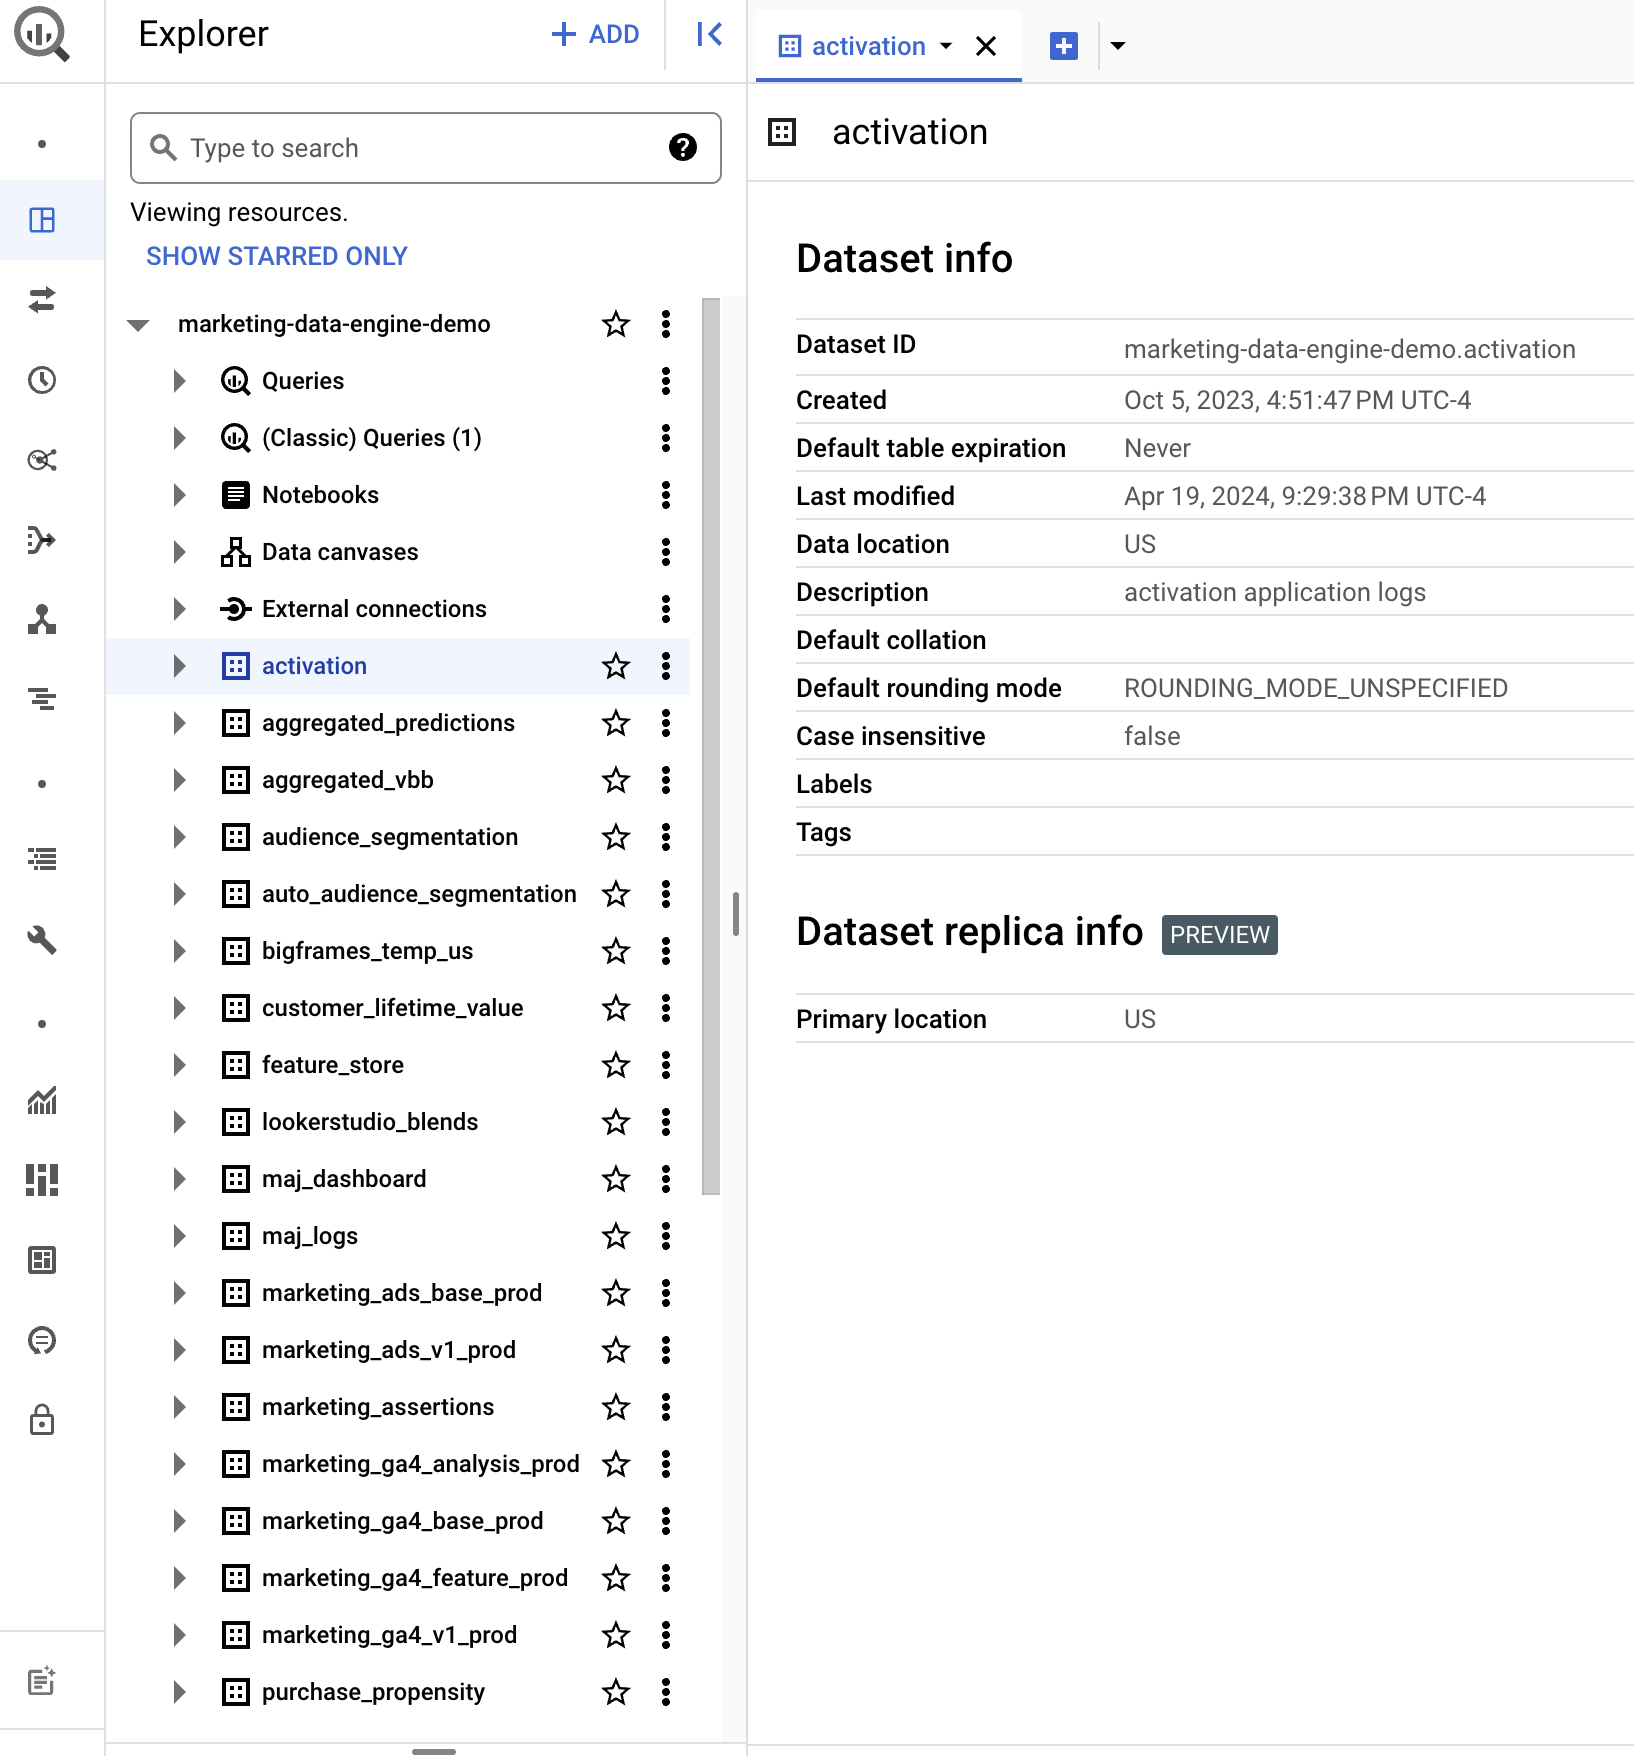 Explorer
+ ADD
activation
Type to search
Viewing resources.
SHOW STARRED ONLY
marketing-data-engine-demo
Queries
(Classic) Queries (1)
Notebooks
Data canvases
External connections
activation
aggregated_predictions
aggregated_vbb
audience_segmentation
auto_audience_segmentation
bigframes_temp_us
customer_lifetime_value
feature_store
lookerstudio_blends
maj_dashboard
maj_logs
marketing_ads_base_prod
marketing_ads_v1_prod
marketing_assertions
marketing_ga4_analysis_prod
marketing_ga4_base_prod
marketing_ga4_feature_prod
marketing_ga4_v1_prod
purchase_propensity
activation
Dataset info
Dataset ID marketing-data-engine-demo.activation
Created Oct 5, 2023, 4:51:47 PM UTC-4
Default table expiration Never
Last modified Apr 19, 2024, 9:29:38 PM UTC-4
Data location US
Description activation application logs
Default collation
Default rounding mode ROUNDING_MODE_UNSPECIFIED
Case insensitive false
Labels
Tags
Dataset replica info PREVIEW
Primary location US